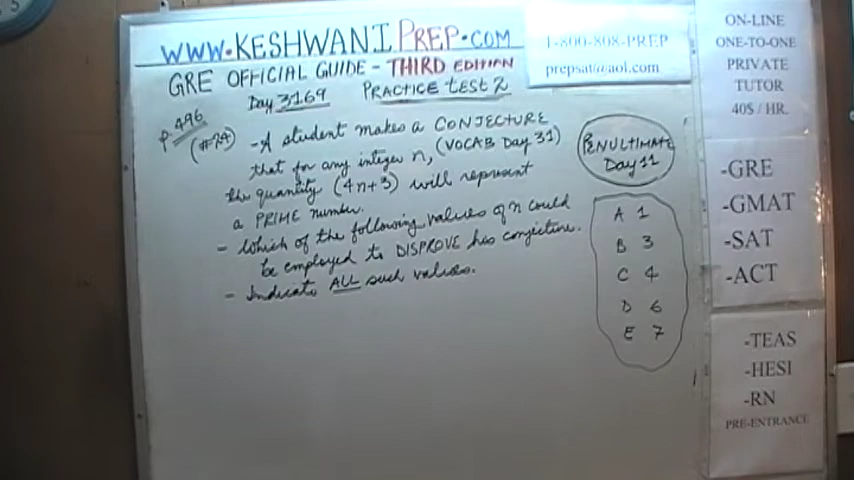 WWW.KESHWANIPREP.COM
GRE OFFICIAL GUIDE - THIRD EDITION
Day 3169 PRACTICE TEST 2
P.496
(#24)
- A student makes a CONJECTURE
that for any integer n, (VOCAB Day 31)
the quantity (4n+3) will represent
a PRIME number.
- Which of the following values of n could
be employed to DISPROVE his conjecture.
- Indicate ALL such values.
PENULTIMATE
Day 11
A 1
B 3
C 4
D 6
E 7
1-800-808-PREP
prepsat@aol.com
ON-LINE
ONE-TO-ONE
PRIVATE
TUTOR
40$ / HR.
-GRE
-GMAT
-SAT
-ACT
-TEAS
-HESI
-RN
PRE-ENTRANCE